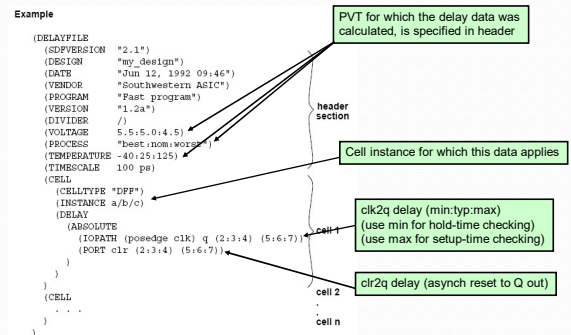 Example
PVT for which the delay data was
calculated, is specified in header
(DELAYFILE
(SDFVERSION "2.1")
(DESIGN "my_design")
(DATE "Jun 12, 1992 09:46")
(VENDOR "Southwestern ASIC")
(PROGRAM "Fast program")
(VERSION "1.2a")
(DIVIDER /)
(VOLTAGE 5.5:5.0:4.5)
(PROCESS "best:nom:worst")
(TEMPERATURE -40:25:125)
(TIMESCALE 100 ps)
header
section
Cell instance for which this data applies
(CELL
(CELLTYPE "DFF")
(INSTANCE a/b/c)
(DELAY
(ABSOLUTE
(IOPATH (posedge clk) q (2:3:4) (5:6:7))
(PORT clr (2:3:4) (5:6:7))
)
)
)
cell 1
clk2q delay (min:typ:max)
(use min for hold-time checking)
(use max for setup-time checking)
clr2q delay (asynch reset to Q out)
(CELL
. . .
)
)
cell 2
.
.
cell n